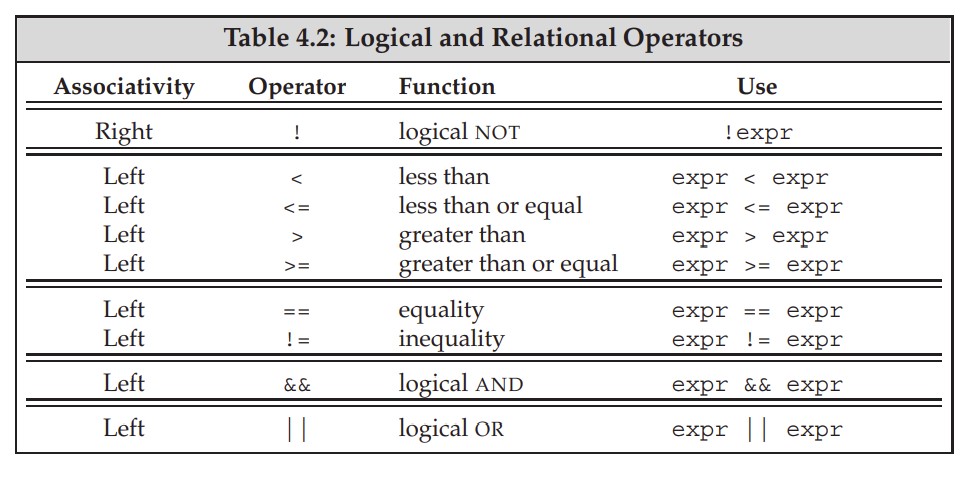 Table 4.2: Logical and Relational Operators
Associativity Operator Function Use
Right ! logical NOT !expr
Left < less than expr < expr
Left <= less than or equal expr <= expr
Left > greater than expr > expr
Left >= greater than or equal expr >= expr
Left == equality expr == expr
Left != inequality expr != expr
Left && logical AND expr && expr
Left || logical OR expr || expr